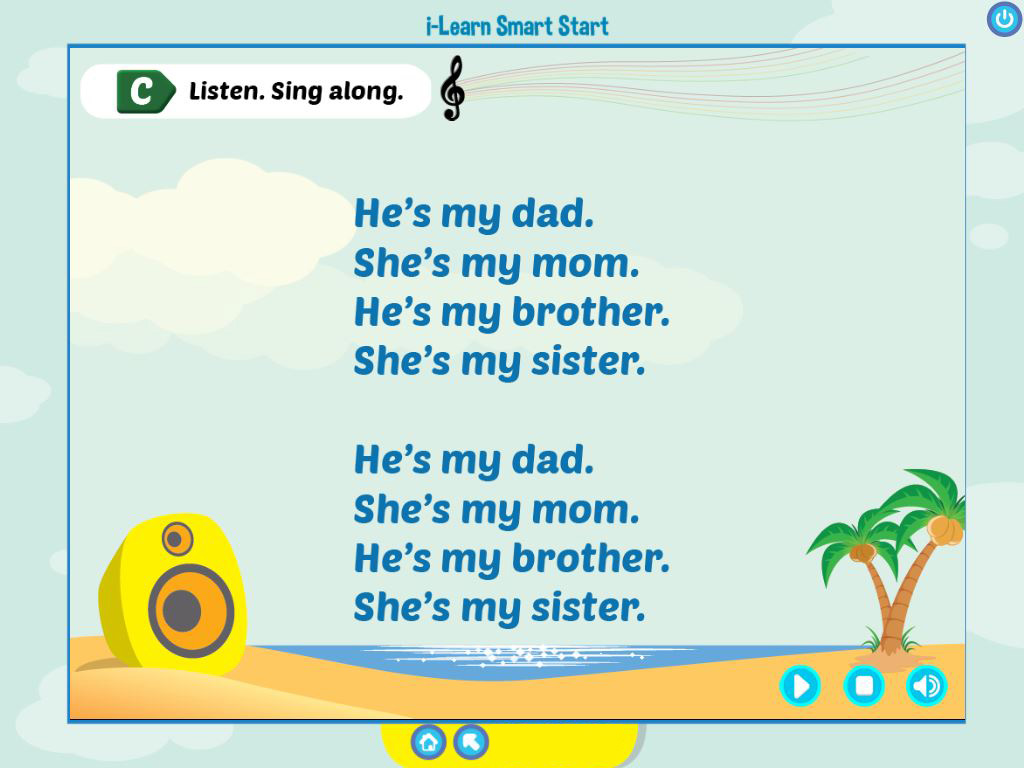 i-Learn Smart Start
C Listen. Sing along.
He's my dad.
She's my mom.
He's my brother.
She's my sister.
He's my dad.
She's my mom.
He's my brother.
She's my sister.